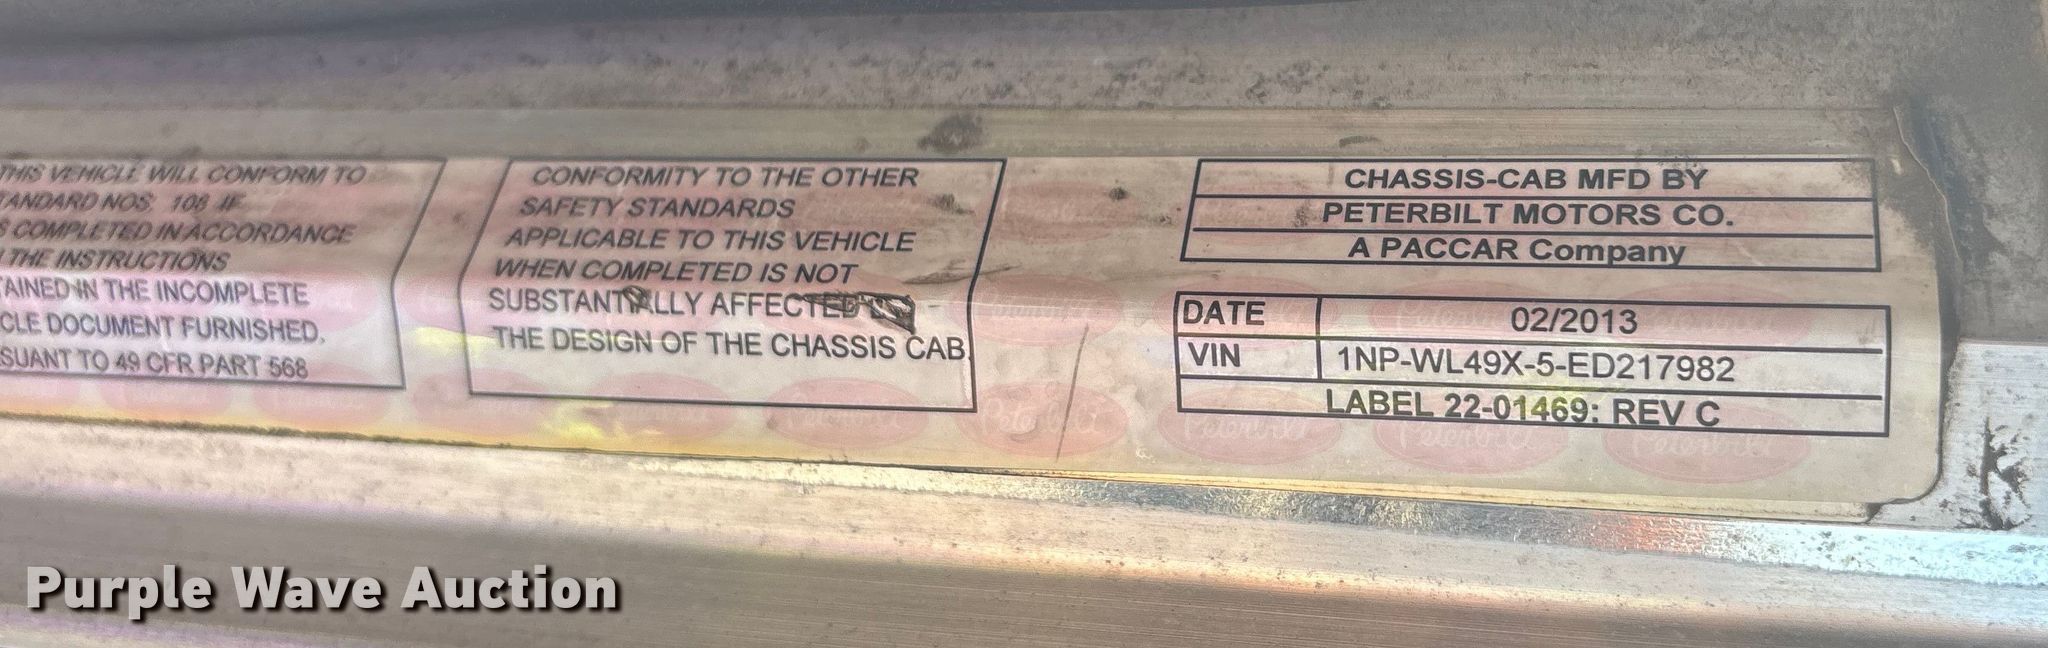 THIS VEHICLE WILL CONFORM TO
STANDARD NOS. 108 IF
COMPLETED IN ACCORDANCE
THE INSTRUCTIONS
IN THE INCOMPLETE
DOCUMENT FURNISHED,
TO 49 CFR PART 568
CONFORMITY TO THE OTHER
SAFETY STANDARDS
APPLICABLE TO THIS VEHICLE
WHEN COMPLETED IS NOT
SUBSTANTIALLY AFFECTED
THE DESIGN OF THE CHASSIS CAB.
CHASSIS-CAB MFD BY
PETERBILT MOTORS CO.
A PACCAR Company
DATE 02/2013
VIN 1NP-WL49X-5-ED217982
LABEL 22-01469: REV C
Peterbilt
Purple Wave Auction